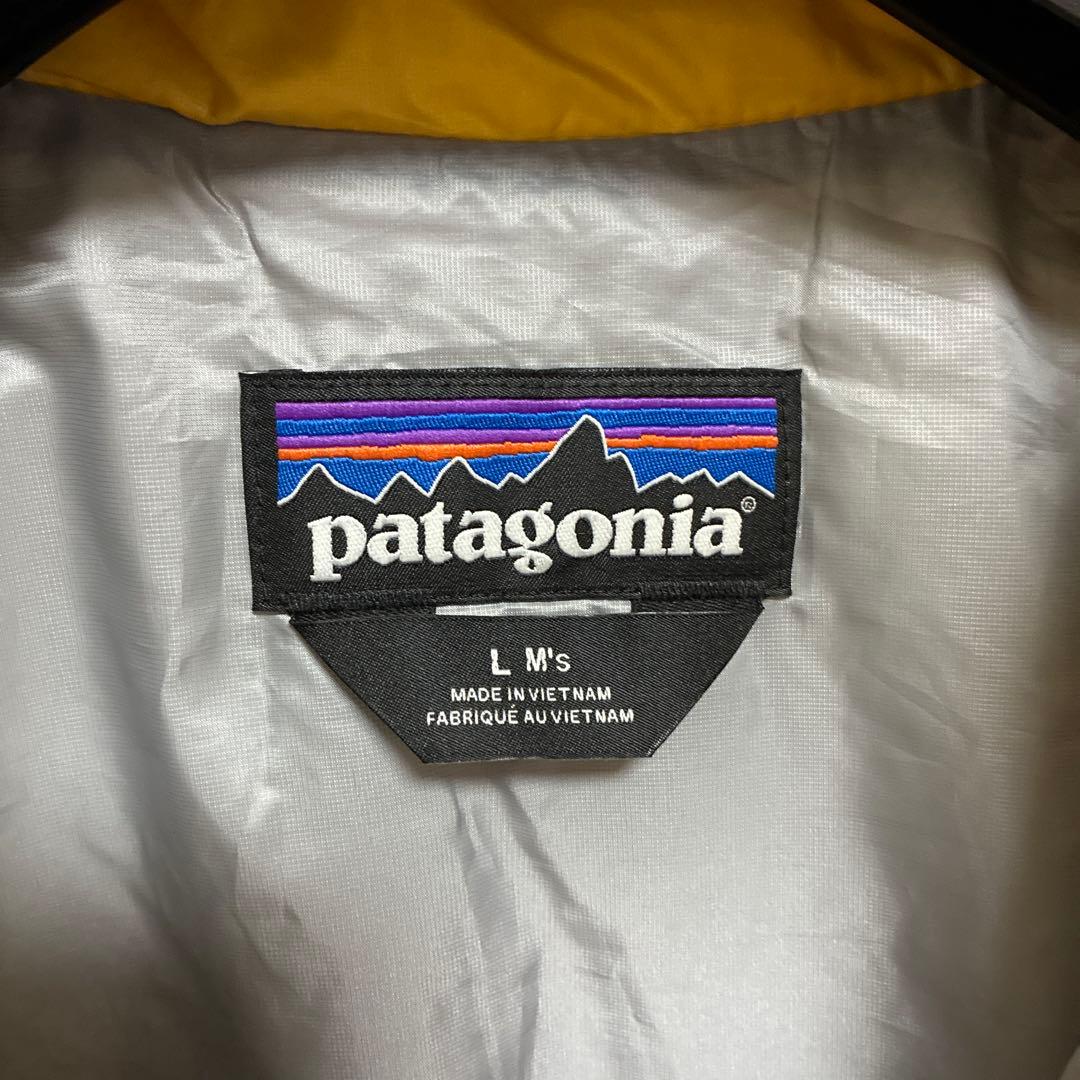 patagonia®
L M's
MADE IN VIETNAM
FABRIQUÉ AU VIETNAM